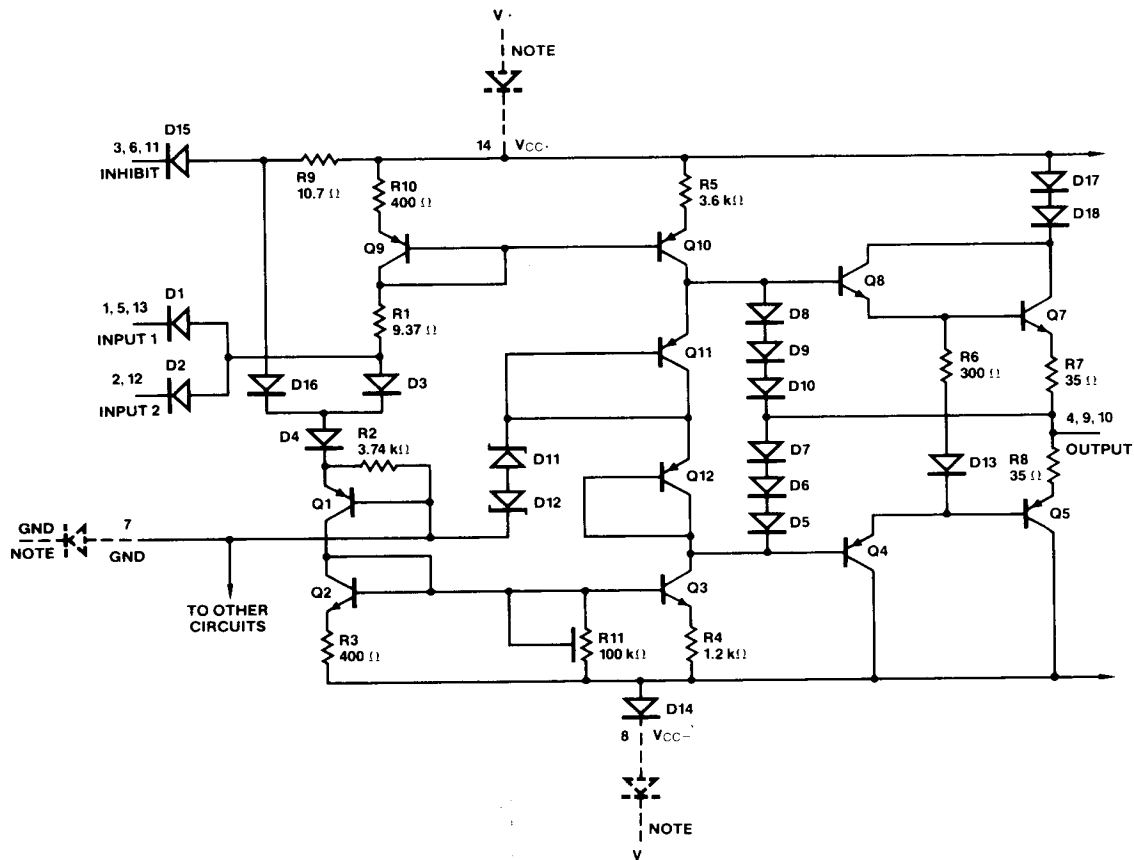 V.
NOTE
D15
3, 6, 11
INHIBIT
14 VCC.
R9
10.7 Ω
R10
400 Ω
R5
3.6 kΩ
D17
D18
Q9
Q10
Q8
1, 5, 13
D1
INPUT 1
R1
9.37 Ω
D8
Q7
D2
2, 12
INPUT 2
D16
D3
Q11
D9
R6
300 Ω
R7
35 Ω
D10
4, 9, 10
OUTPUT
D4
R2
3.74 kΩ
D11
D7
D13
R8
35 Ω
Q12
D6
Q1
D12
D5
Q5
Q4
GND
NOTE
7
GND
Q2
Q3
TO OTHER
CIRCUITS
R3
400 Ω
R11
100 kΩ
R4
1.2 kΩ
D14
8 VCC–
NOTE
V